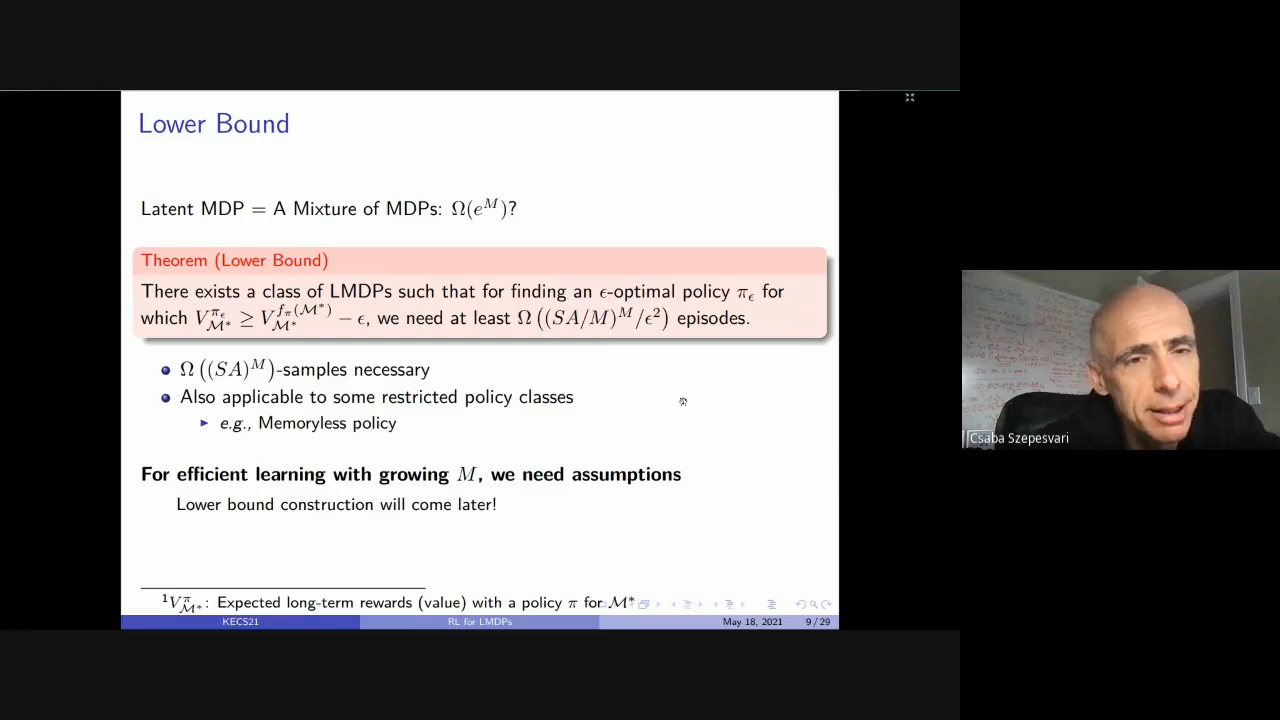 Lower Bound
Latent MDP = A Mixture of MDPs: Ω(e^M)?
Theorem (Lower Bound)
There exists a class of LMDPs such that for finding an ϵ-optimal policy π_ϵ for
which V_{M*}^{π_ϵ} ≥ V_{M*}^{f_π(M*)} − ϵ, we need at least Ω((SA/M)^M/ϵ²) episodes.
Ω((SA)^M)-samples necessary
Also applicable to some restricted policy classes
e.g., Memoryless policy
For efficient learning with growing M, we need assumptions
Lower bound construction will come later!
¹V_{M*}^π: Expected long-term rewards (value) with a policy π for M*
KECS21 RL for LMDPs May 18, 2021 9 / 29
Csaba Szepesvari